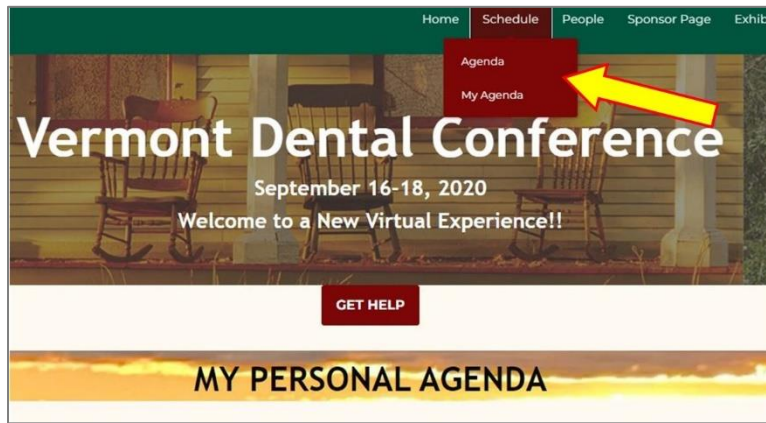 Home Schedule People Sponsor Page Exhib
Agenda
My Agenda
Vermont Dental Conference
September 16-18, 2020
Welcome to a New Virtual Experience!!
GET HELP
MY PERSONAL AGENDA